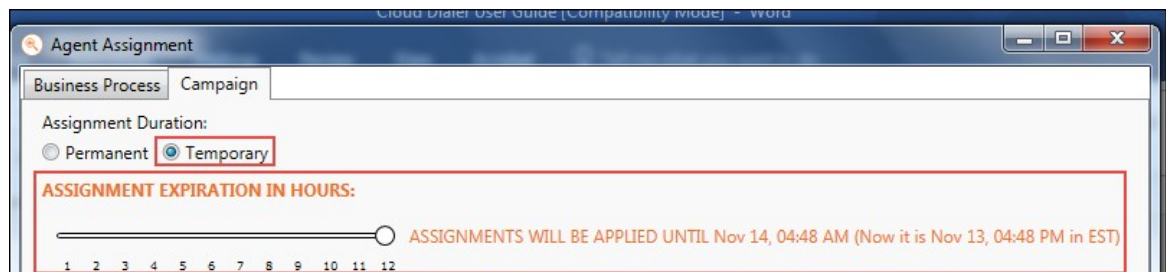 Cloud Dialer User Guide [Compatibility Mode] - Word
Agent Assignment
Business Process Campaign
Assignment Duration:
Permanent Temporary
ASSIGNMENT EXPIRATION IN HOURS:
ASSIGNMENTS WILL BE APPLIED UNTIL Nov 14, 04:48 AM (Now it is Nov 13, 04:48 PM in EST)
1 2 3 4 5 6 7 8 9 10 11 12